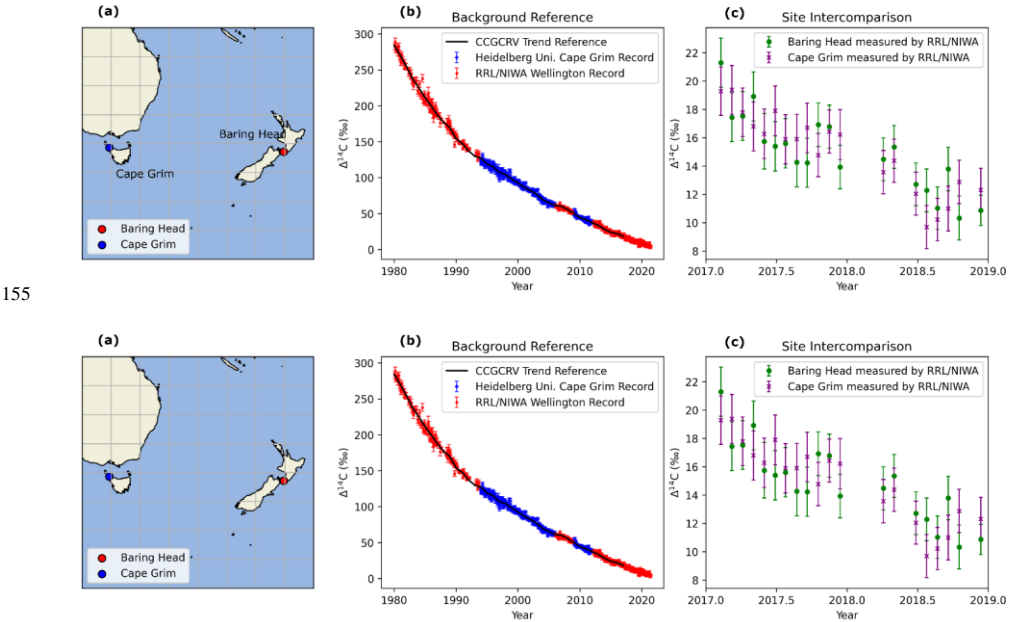 (a)
Baring Head
Cape Grim
Baring Head
Cape Grim
(b)
Background Reference
CCGCRV Trend Reference
Heidelberg Uni. Cape Grim Record
RRL/NIWA Wellington Record
Δ14C (‰)
300
250
200
150
100
50
0
1980 1990 2000 2010 2020
Year
(c)
Site Intercomparison
Baring Head measured by RRL/NIWA
Cape Grim measured by RRL/NIWA
Δ14C (‰)
22
20
18
16
14
12
10
8
2017.0 2017.5 2018.0 2018.5 2019.0
Year
155
(a)
Baring Head
Cape Grim
(b)
Background Reference
CCGCRV Trend Reference
Heidelberg Uni. Cape Grim Record
RRL/NIWA Wellington Record
Δ14C (‰)
300
250
200
150
100
50
0
1980 1990 2000 2010 2020
Year
(c)
Site Intercomparison
Baring Head measured by RRL/NIWA
Cape Grim measured by RRL/NIWA
Δ14C (‰)
22
20
18
16
14
12
10
8
2017.0 2017.5 2018.0 2018.5 2019.0
Year